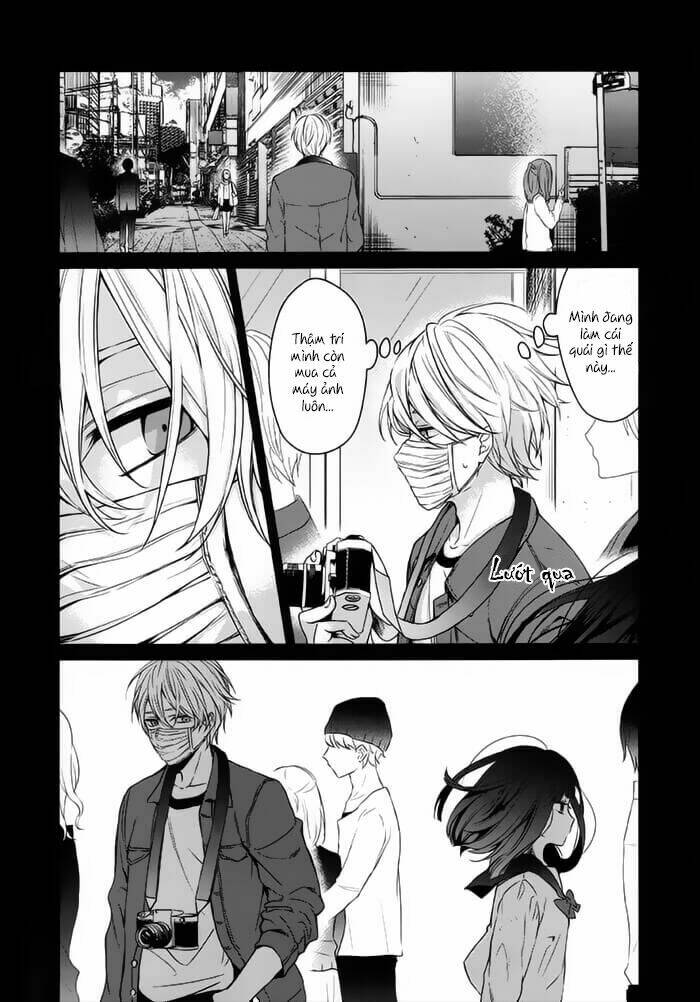 Mình đang
làm cái
quái gì thế
này...
Thậm trí
mình còn
mua cả
máy ảnh
luôn...
Lướt qua